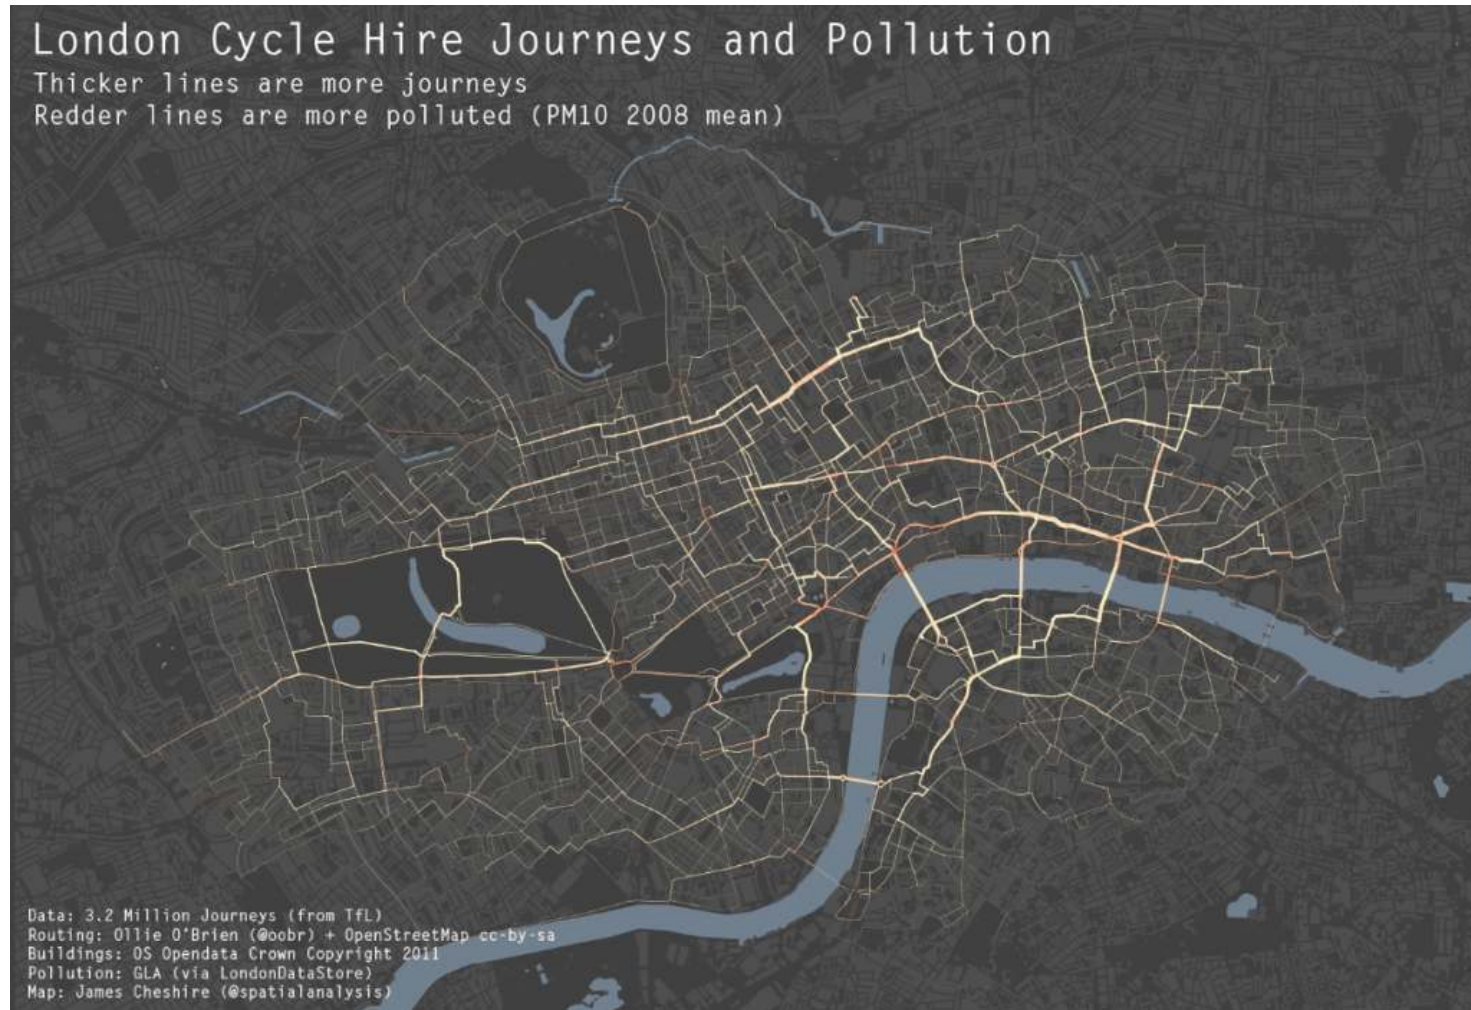 London Cycle Hire Journeys and Pollution
Thicker lines are more journeys
Redder lines are more polluted (PM10 2008 mean)
Data: 3.2 Million Journeys (from TfL)
Routing: Ollie O'Brien (@oobr) + OpenStreetMap cc-by-sa
Buildings: OS Opendata Crown Copyright 2011
Pollution: GLA (via LondonDataStore)
Map: James Cheshire (@spatialanalysis)